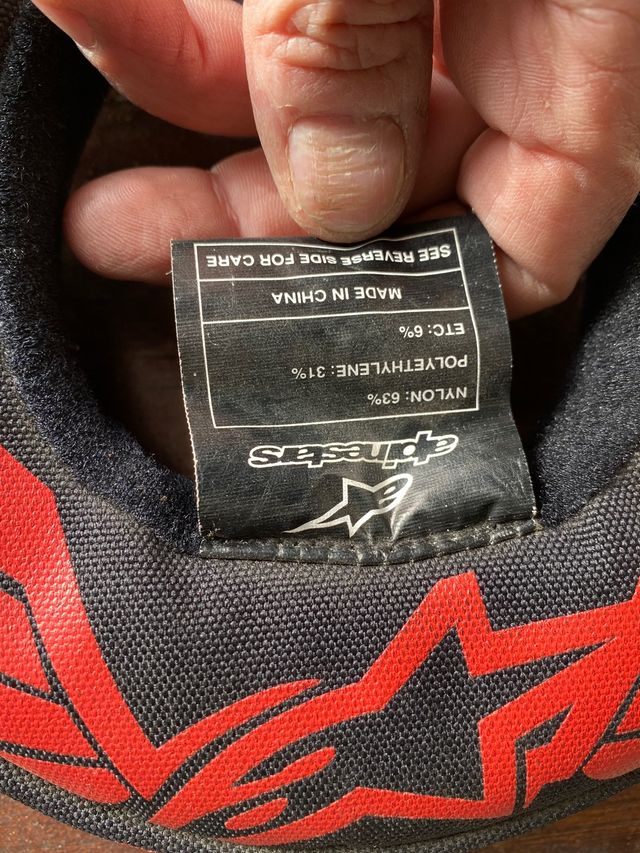 alpinestars
NYLON: 63%
POLYETHYLENE: 31%
ETC: 6%
MADE IN CHINA
SEE REVERSE SIDE FOR CARE